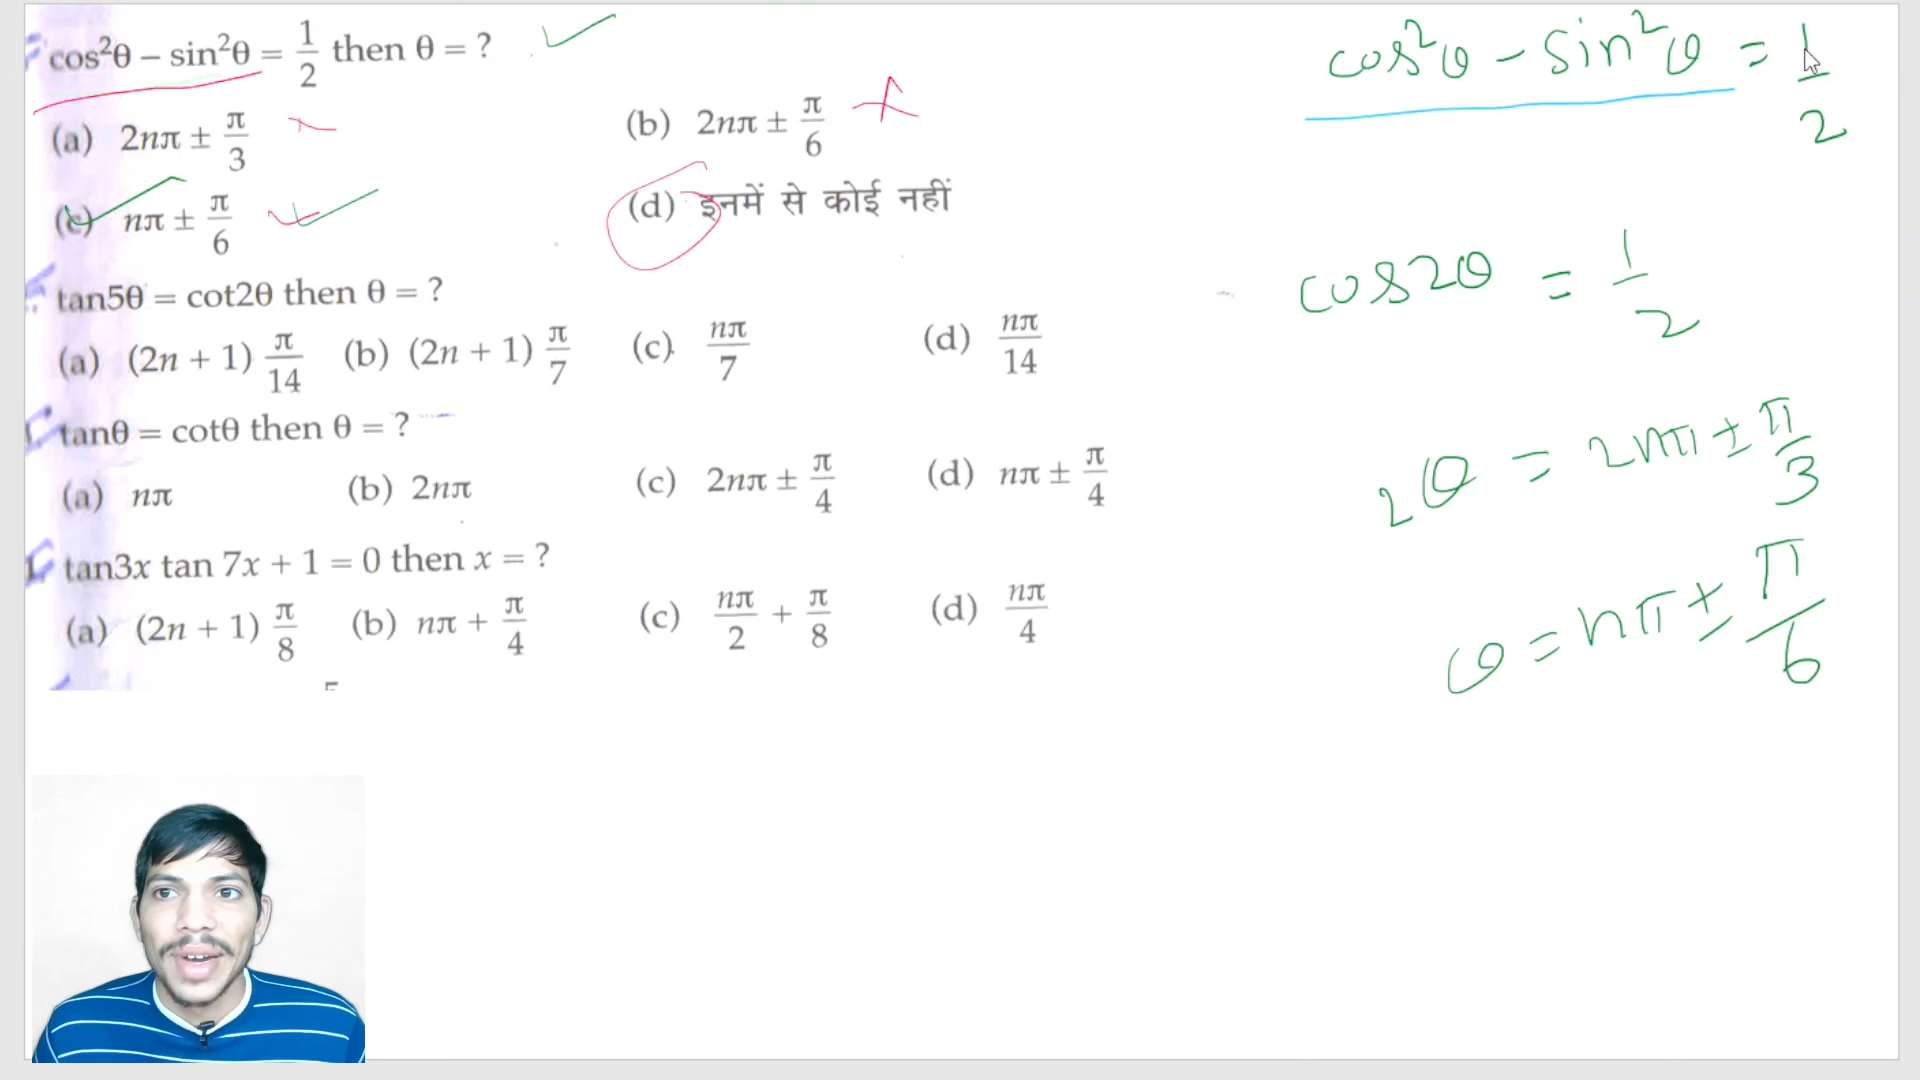 cos²θ – sin²θ = 1/2 then θ = ?
(a) 2nπ ± π/3 (b) 2nπ ± π/6
(c) nπ ± π/6 (d) इनमें से कोई नहीं
tan5θ = cot2θ then θ = ?
(a) (2n + 1) π/14 (b) (2n + 1) π/7 (c) nπ/7 (d) nπ/14
tanθ = cotθ then θ = ?
(a) nπ (b) 2nπ (c) 2nπ ± π/4 (d) nπ ± π/4
tan3x tan 7x + 1 = 0 then x = ?
(a) (2n + 1) π/8 (b) nπ + π/4 (c) nπ/2 + π/8 (d) nπ/4
cos²θ – sin²θ = 1/2
cos2θ = 1/2
2θ = 2nπ ± π/3
θ = nπ ± π/6